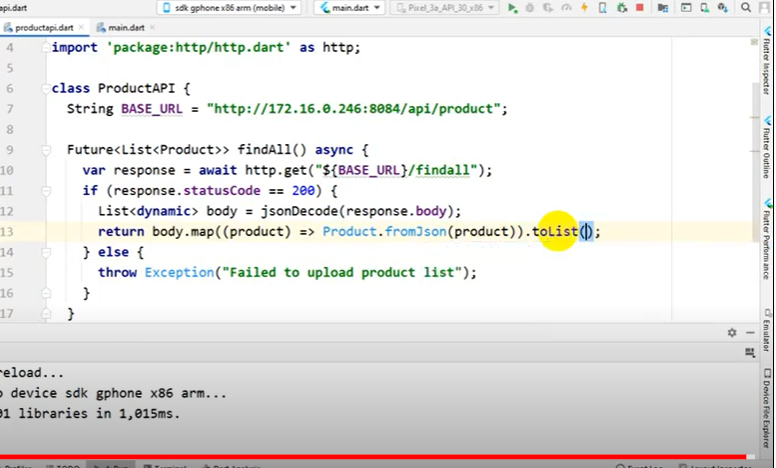 api.dart
sdk gphone x86 arm (mobile)
main.dart
Pixel_3a_API_30_x86
productapi.dart
main.dart
4 import 'package:http/http.dart' as http;
5
6 class ProductAPI {
7 String BASE_URL = "http://172.16.0.246:8084/api/product";
8
9 Future<List<Product>> findAll() async {
10 var response = await http.get("${BASE_URL}/findall");
11 if (response.statusCode == 200) {
12 List<dynamic> body = jsonDecode(response.body);
13 return body.map((product) => Product.fromJson(product)).toList();
14 } else {
15 throw Exception("Failed to upload product list");
16 }
17 }
Flutter Inspector
Flutter Outline
Flutter Performance
Emulator
Device File Explorer
reload...
o device sdk gphone x86 arm...
01 libraries in 1,015ms.